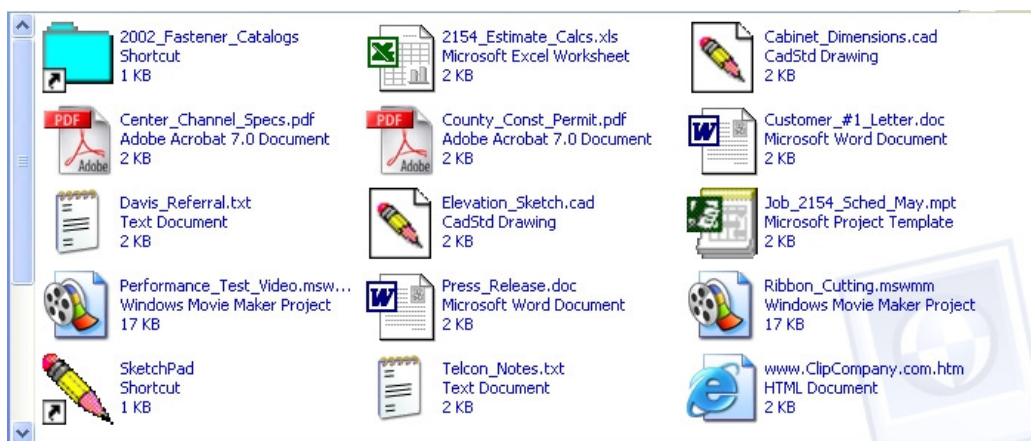 2002_Fastener_Catalogs
Shortcut
1 KB
2154_Estimate_Calcs.xls
Microsoft Excel Worksheet
2 KB
Cabinet_Dimensions.cad
CadStd Drawing
2 KB
PDF
Adobe
Center_Channel_Specs.pdf
Adobe Acrobat 7.0 Document
2 KB
PDF
Adobe
County_Const_Permit.pdf
Adobe Acrobat 7.0 Document
2 KB
W
Customer_#1_Letter.doc
Microsoft Word Document
2 KB
Davis_Referral.txt
Text Document
2 KB
Elevation_Sketch.cad
CadStd Drawing
2 KB
Job_2154_Sched_May.mpt
Microsoft Project Template
2 KB
Performance_Test_Video.msw...
Windows Movie Maker Project
17 KB
W
Press_Release.doc
Microsoft Word Document
2 KB
Ribbon_Cutting.mswmm
Windows Movie Maker Project
17 KB
SketchPad
Shortcut
1 KB
Telcon_Notes.txt
Text Document
2 KB
www.ClipCompany.com.htm
HTML Document
2 KB